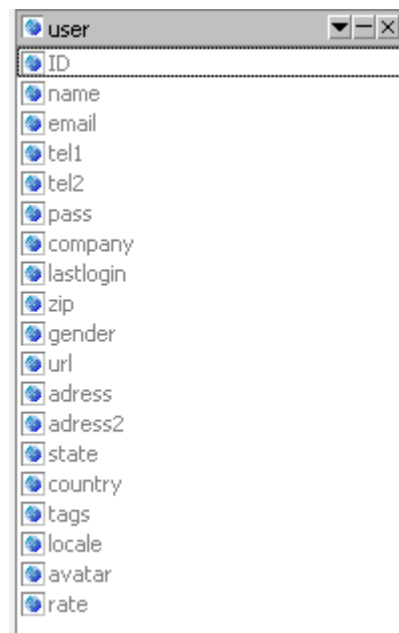 user
ID
name
email
tel1
tel2
pass
company
lastlogin
zip
gender
url
adress
adress2
state
country
tags
locale
avatar
rate